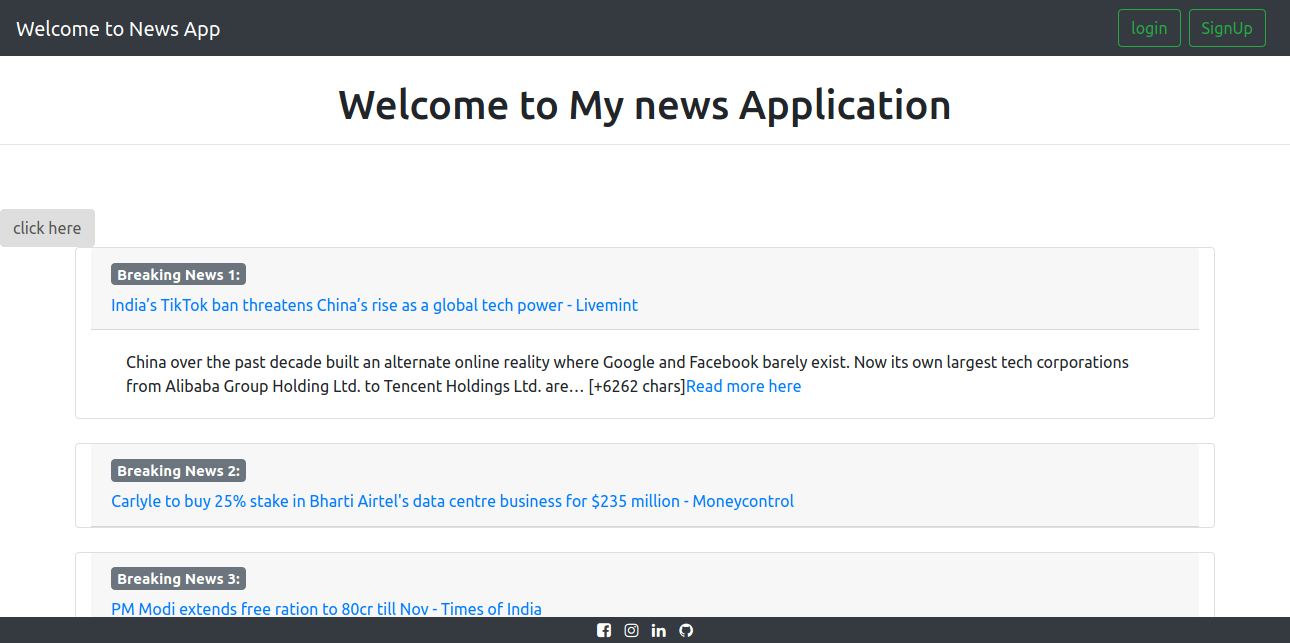 Welcome to News App
login
SignUp
Welcome to My news Application
click here
Breaking News 1:
India’s TikTok ban threatens China’s rise as a global tech power - Livemint
China over the past decade built an alternate online reality where Google and Facebook barely exist. Now its own largest tech corporations
from Alibaba Group Holding Ltd. to Tencent Holdings Ltd. are… [+6262 chars]Read more here
Breaking News 2:
Carlyle to buy 25% stake in Bharti Airtel's data centre business for $235 million - Moneycontrol
Breaking News 3:
PM Modi extends free ration to 80cr till Nov - Times of India